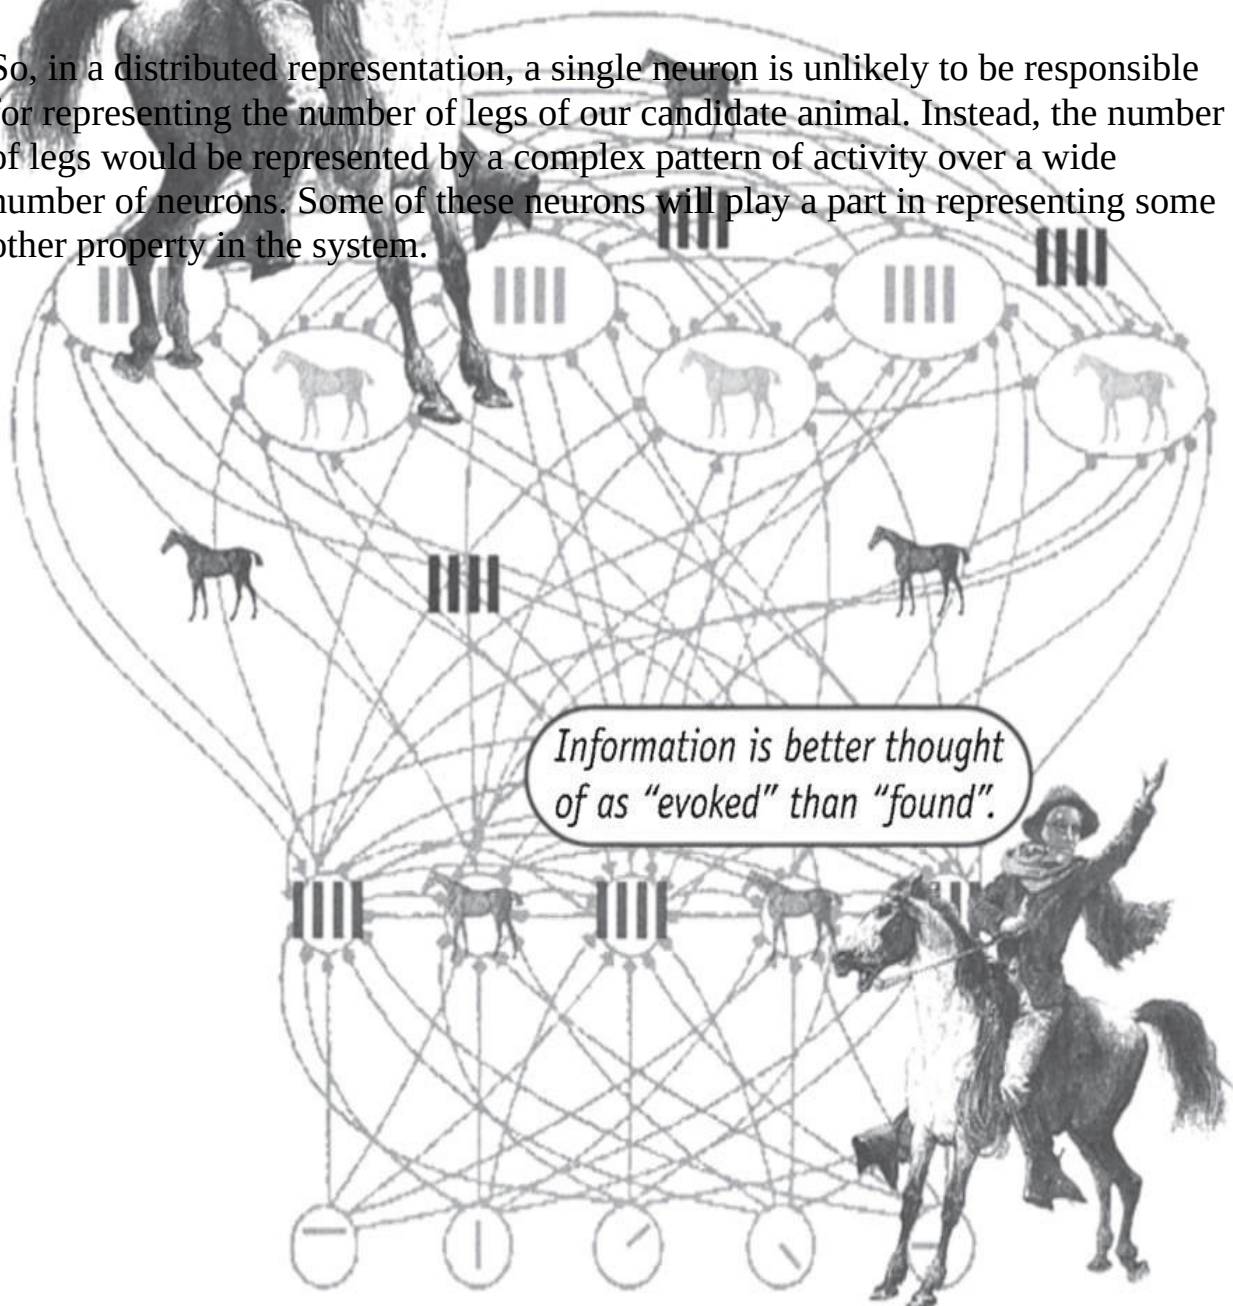 So, in a distributed representation, a single neuron is unlikely to be responsible
for representing the number of legs of our candidate animal. Instead, the number
of legs would be represented by a complex pattern of activity over a wide
number of neurons. Some of these neurons will play a part in representing some
other property in the system.
Information is better thought
of as “evoked” than “found”.